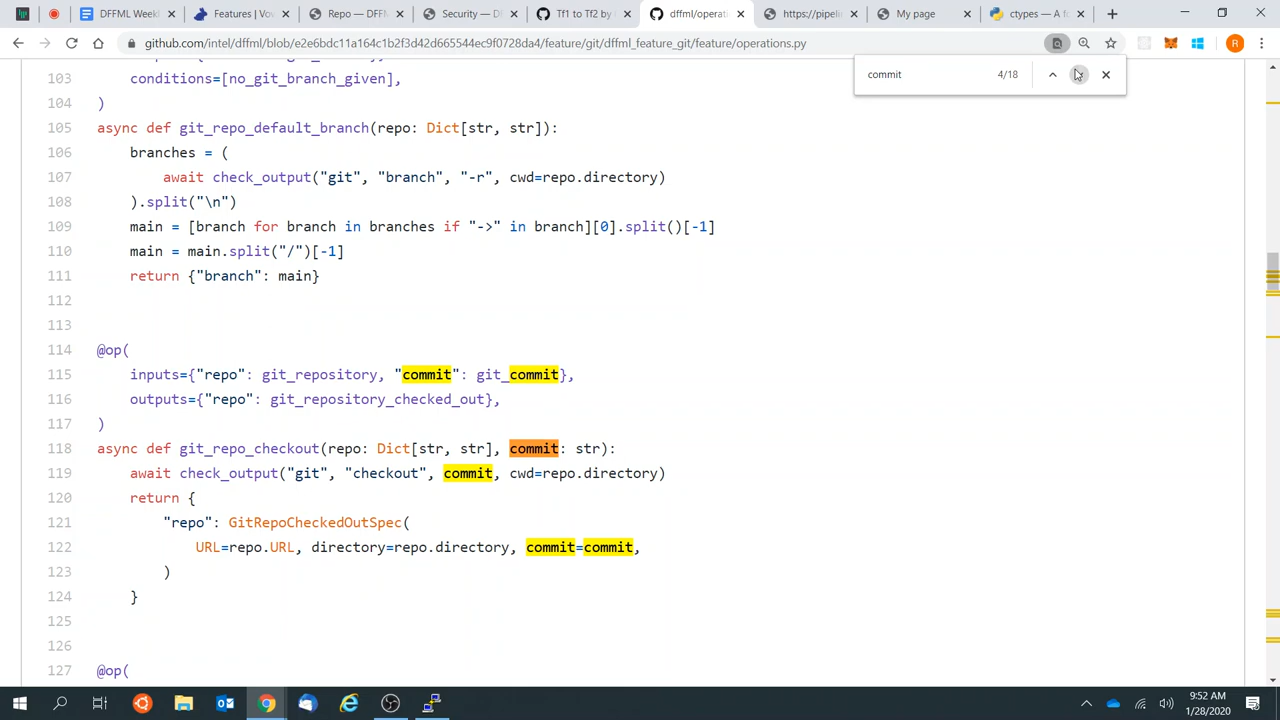 DFFML Weekl
Features | Vow
Repo — DFFM
Security — DFF
Tf1 to Tf2 by
dffml/operati
https://pipelin
My page
ctypes — A fo
github.com/intel/dffml/blob/e2e6bdc11a164c1b2f3d42d665544ec9728da4/feature/git/dffml_feature_git/feature/operations.py
R
commit 4/18
103 conditions=[no_git_branch_given],
104 )
105 async def git_repo_default_branch(repo: Dict[str, str]):
106 branches = (
107 await check_output("git", "branch", "-r", cwd=repo.directory)
108 ).split("\n")
109 main = [branch for branch in branches if "->" in branch][0].split()[-1]
110 main = main.split("/")[-1]
111 return {"branch": main}
112
113
114 @op(
115 inputs={"repo": git_repository, "commit": git_commit},
116 outputs={"repo": git_repository_checked_out},
117 )
118 async def git_repo_checkout(repo: Dict[str, str], commit: str):
119 await check_output("git", "checkout", commit, cwd=repo.directory)
120 return {
121 "repo": GitRepoCheckedOutSpec(
122 URL=repo.URL, directory=repo.directory, commit=commit,
123 )
124 }
125
126
127 @op(
9:52 AM
1/28/2020